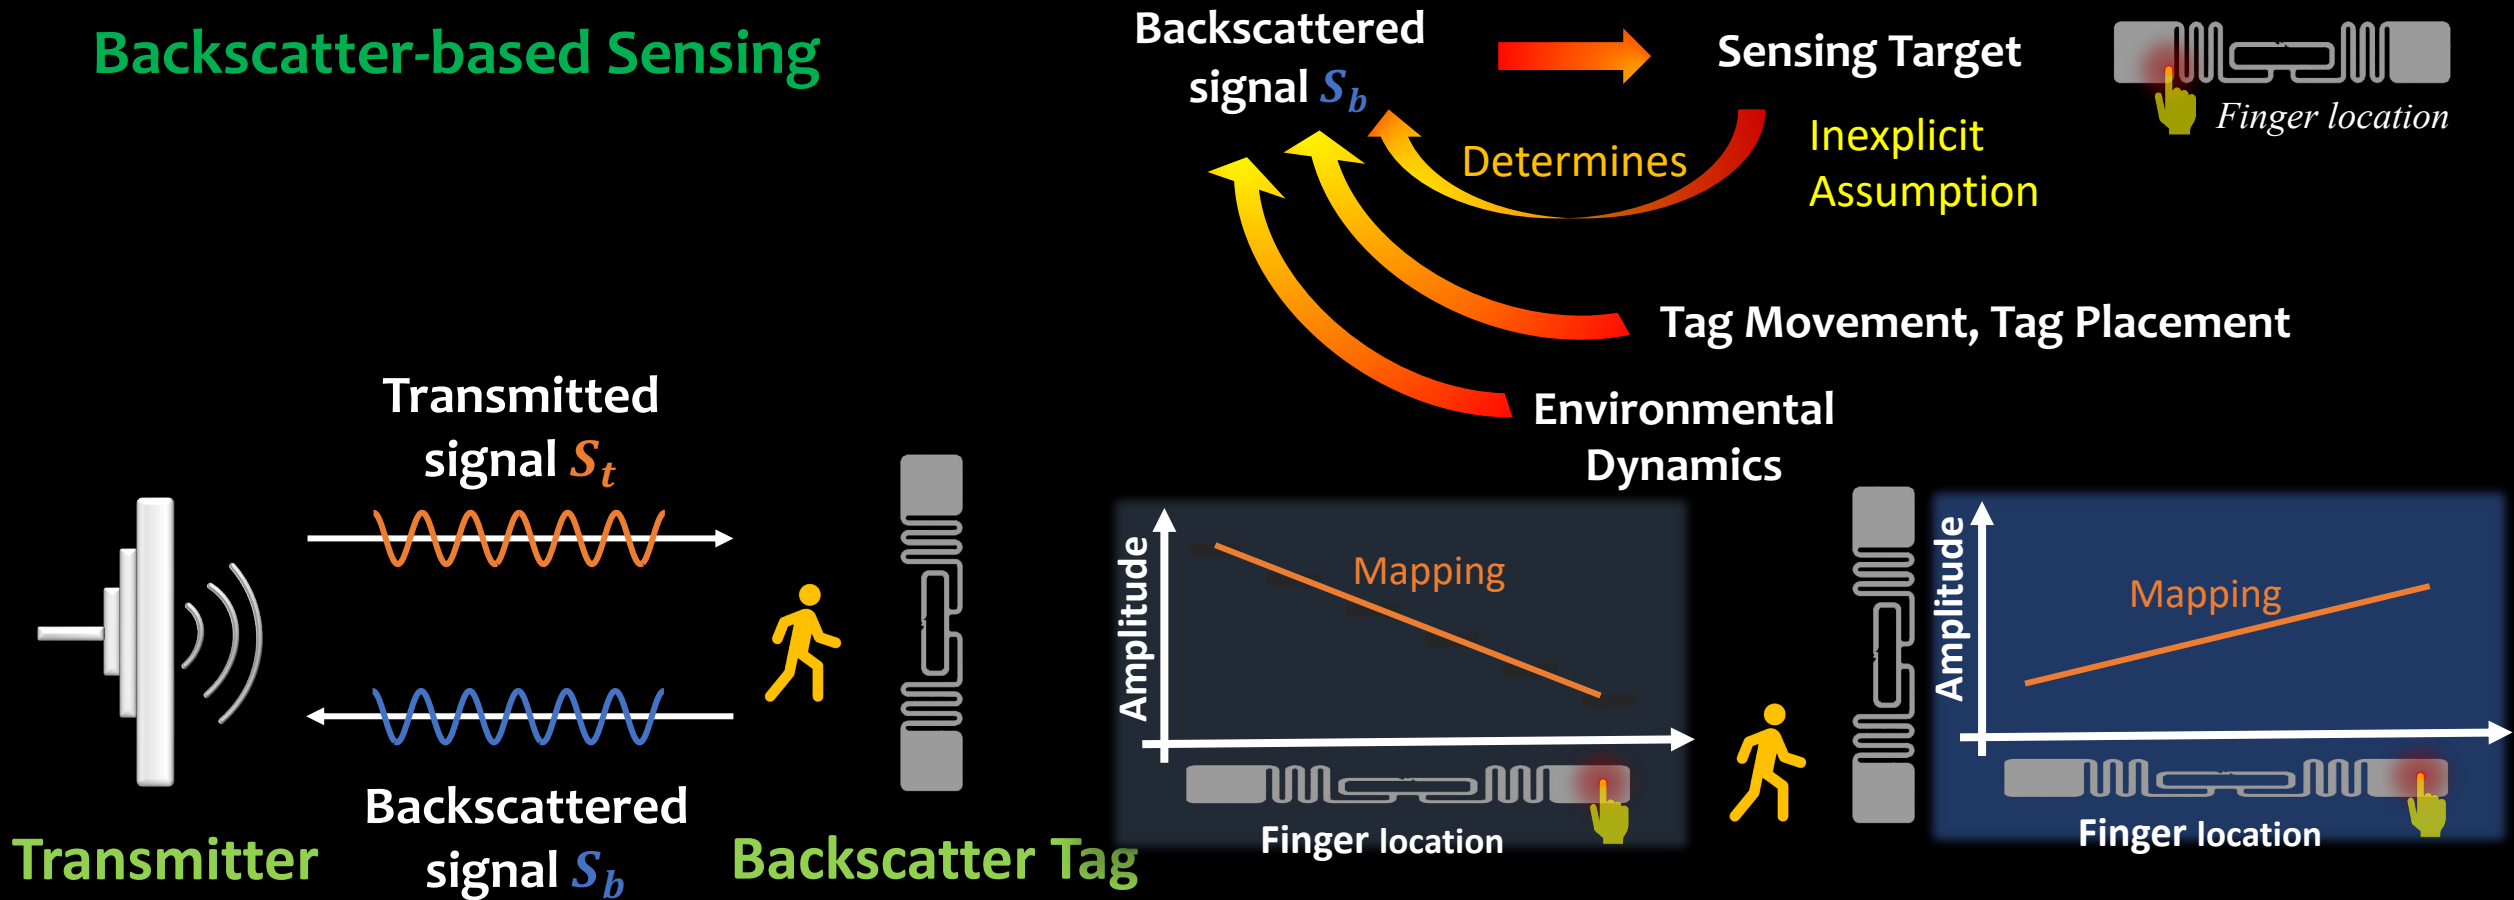 Backscatter-based Sensing
Backscattered
signal S_b
Sensing Target
Finger location
Inexplicit
Assumption
Determines
Tag Movement, Tag Placement
Environmental
Dynamics
Transmitted
signal S_t
Backscattered
signal S_b
Transmitter
Backscatter Tag
Amplitude
Mapping
Finger location
Amplitude
Mapping
Finger location